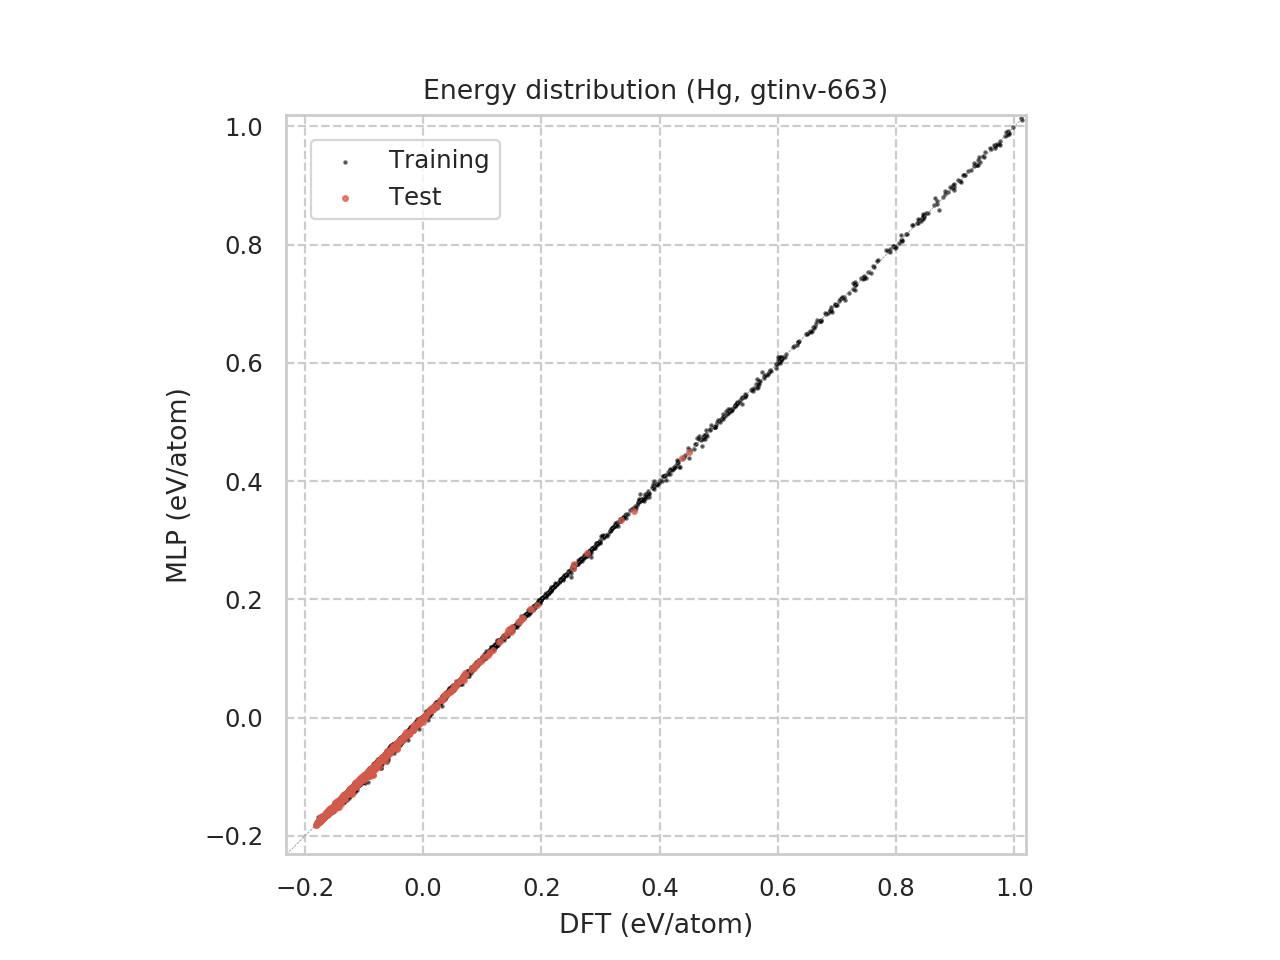 Energy distribution (Hg, gtinv-663)
Training
Test
1.0
0.8
0.6
0.4
0.2
0.0
−0.2
MLP (eV/atom)
−0.2 0.0 0.2 0.4 0.6 0.8 1.0
DFT (eV/atom)